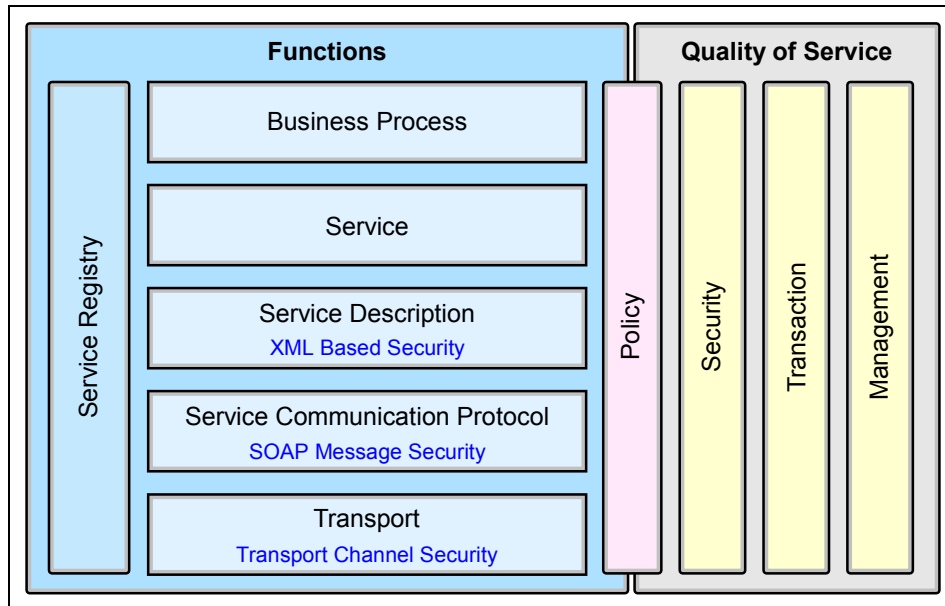 Functions
Quality of Service
Service Registry
Business Process
Service
Service Description
XML Based Security
Service Communication Protocol
SOAP Message Security
Transport
Transport Channel Security
Policy
Security
Transaction
Management